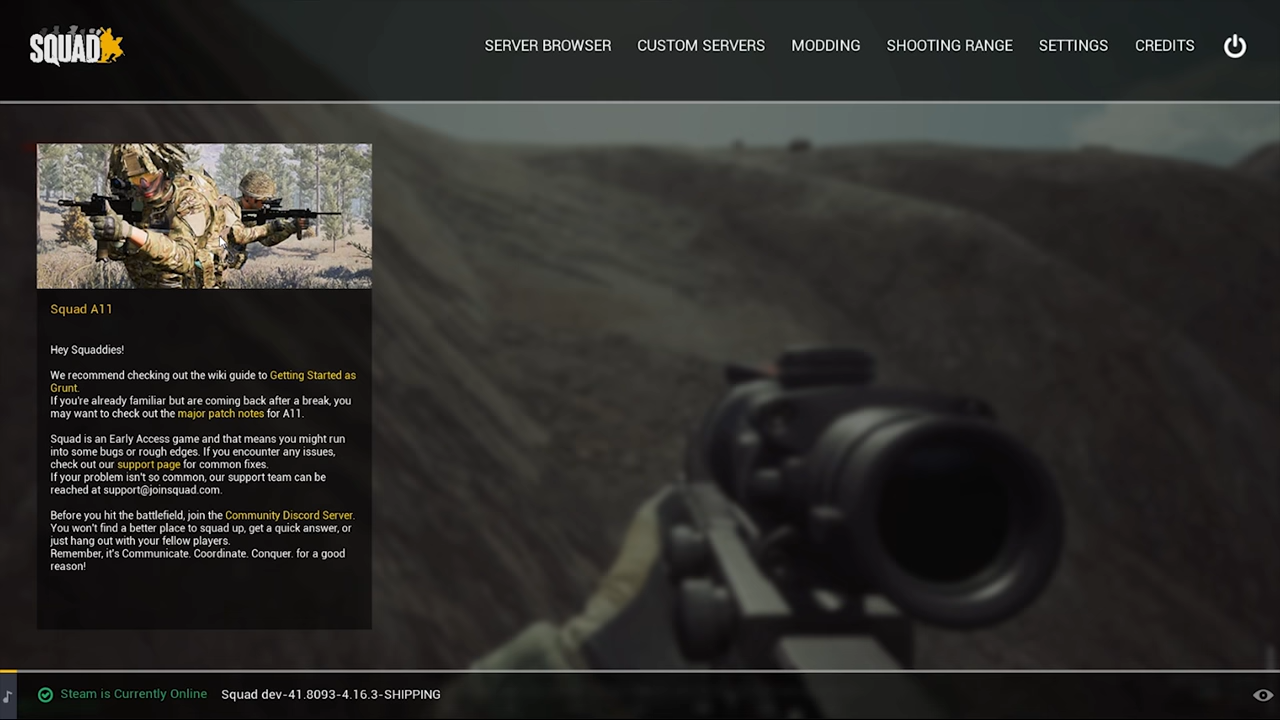 SQUAD
SERVER BROWSER
CUSTOM SERVERS
MODDING
SHOOTING RANGE
SETTINGS
CREDITS
Squad A11
Hey Squaddies!
We recommend checking out the wiki guide to Getting Started as
Grunt.
If you're already familiar but are coming back after a break, you
may want to check out the major patch notes for A11.
Squad is an Early Access game and that means you might run
into some bugs or rough edges. If you encounter any issues,
check out our support page for common fixes.
If your problem isn't so common, our support team can be
reached at support@joinsquad.com.
Before you hit the battlefield, join the Community Discord Server.
You won't find a better place to squad up, get a quick answer, or
just hang out with your fellow players.
Remember, it's Communicate. Coordinate. Conquer. for a good
reason!
Steam is Currently Online
Squad dev-41.8093-4.16.3-SHIPPING